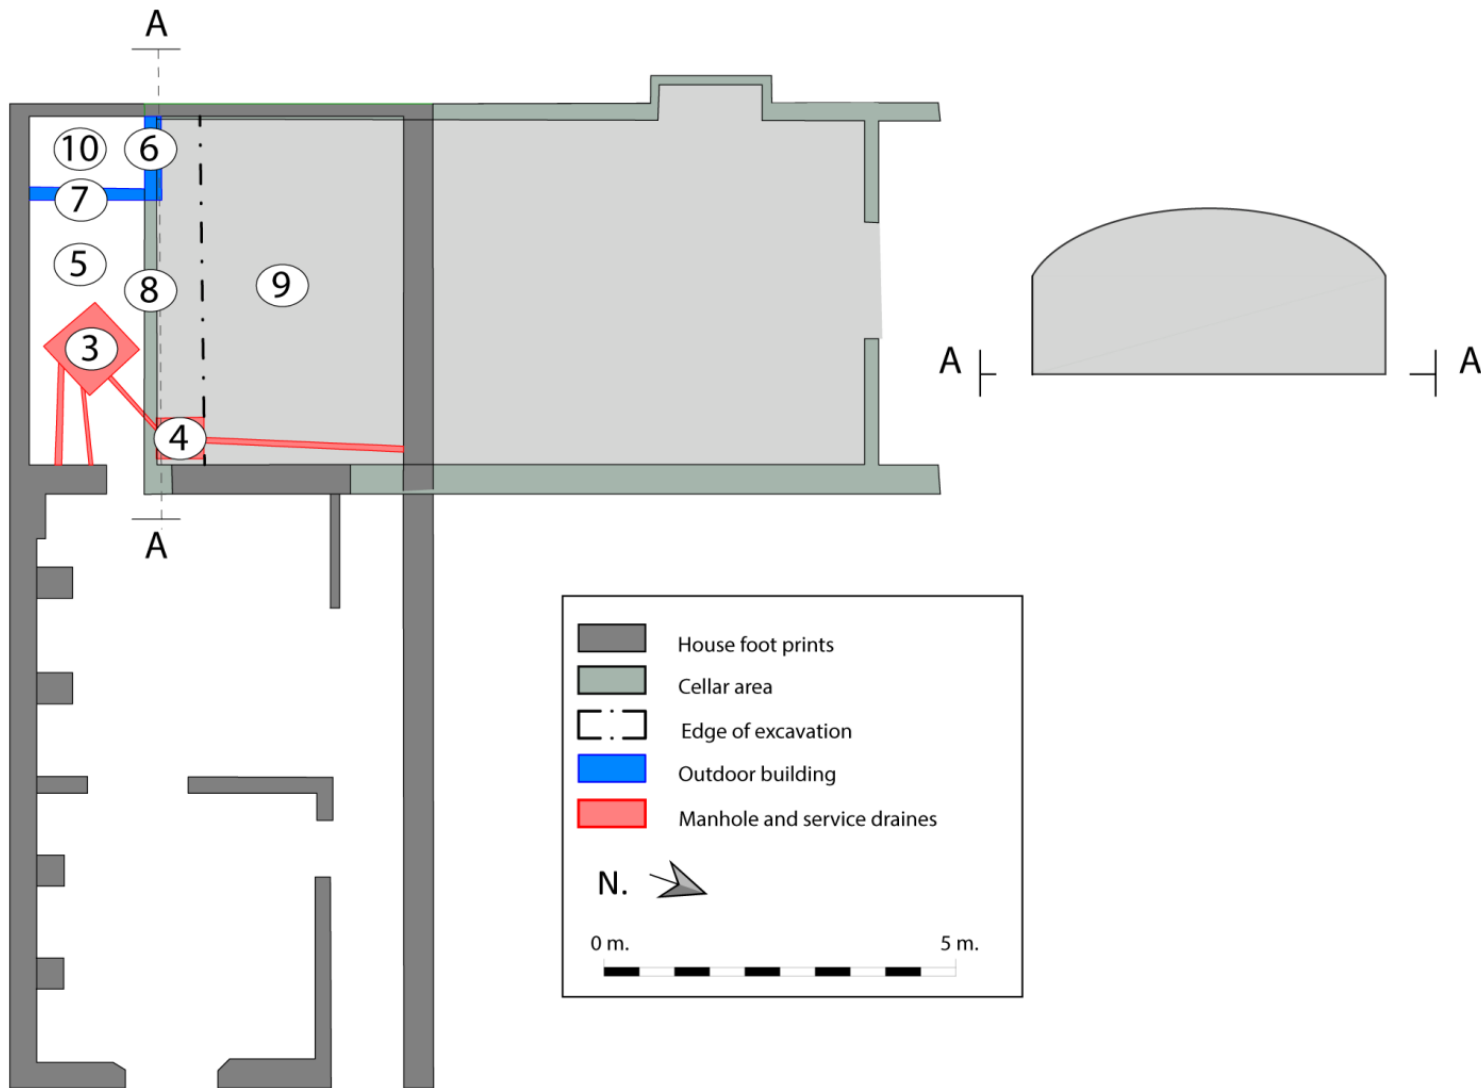 A
10
6
7
5
8
9
3
4
A
A
A
House foot prints
Cellar area
Edge of excavation
Outdoor building
Manhole and service draines
N.
0 m.
5 m.